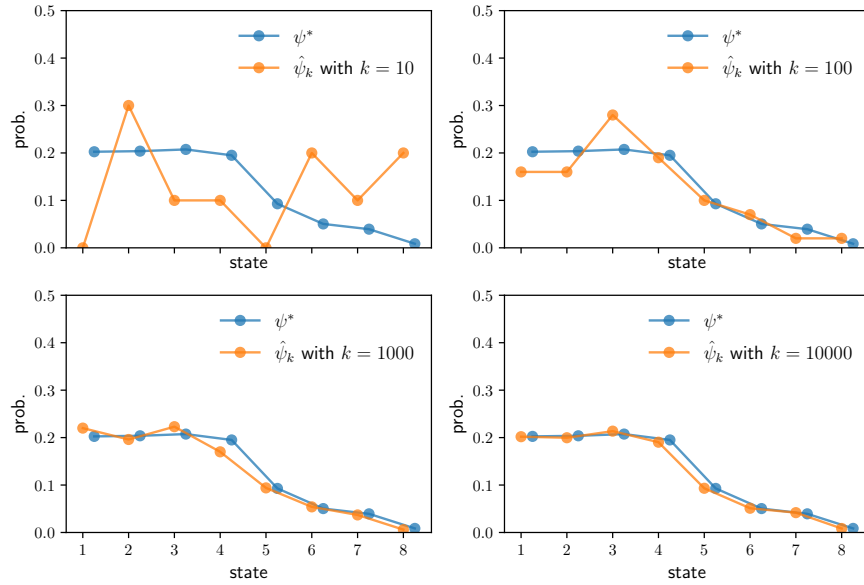 0.5
0.4
0.3
0.2
0.1
0.0
prob.
state
ψ*
ψ̂ₖ with k = 10
0.5
0.4
0.3
0.2
0.1
0.0
prob.
state
ψ*
ψ̂ₖ with k = 100
0.5
0.4
0.3
0.2
0.1
0.0
prob.
1 2 3 4 5 6 7 8
state
ψ*
ψ̂ₖ with k = 1000
0.5
0.4
0.3
0.2
0.1
0.0
prob.
1 2 3 4 5 6 7 8
state
ψ*
ψ̂ₖ with k = 10000